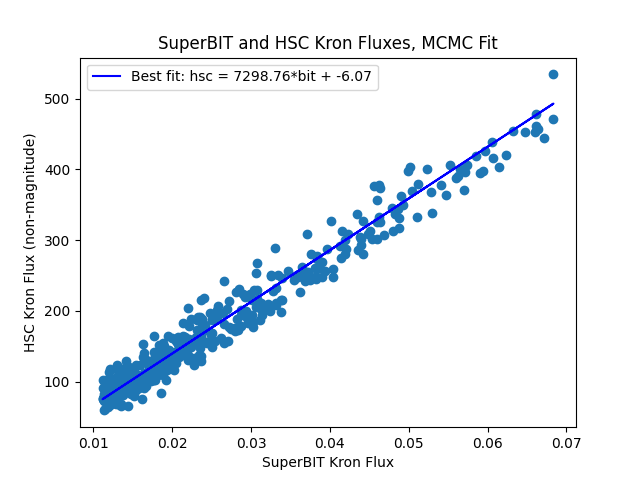 SuperBIT and HSC Kron Fluxes, MCMC Fit
Best fit: hsc = 7298.76*bit + -6.07
HSC Kron Flux (non-magnitude)
500
400
300
200
100
0.01 0.02 0.03 0.04 0.05 0.06 0.07
SuperBIT Kron Flux